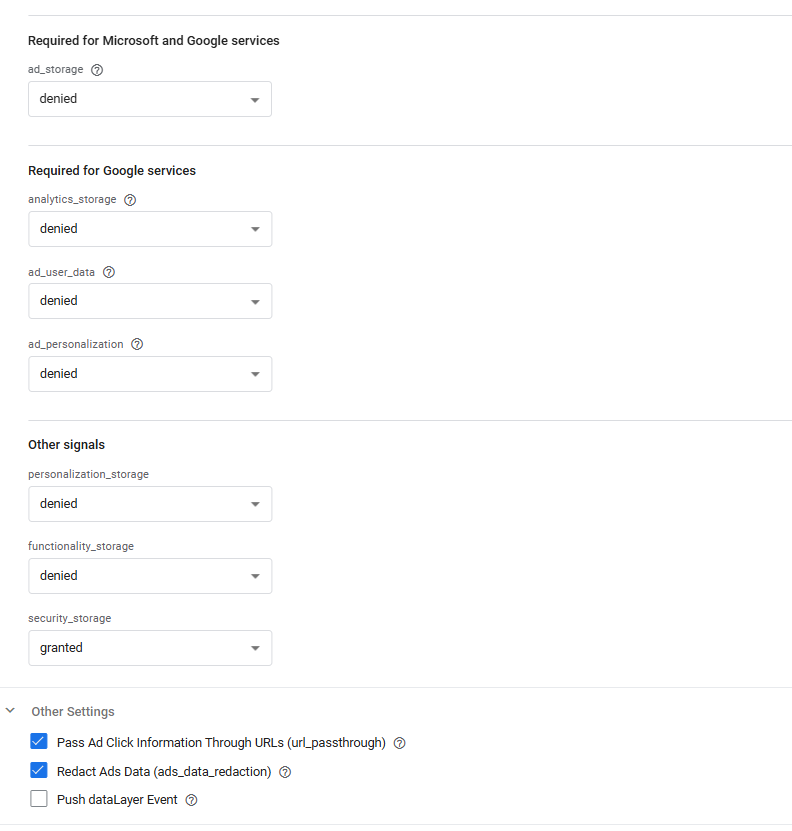 Required for Microsoft and Google services
ad_storage
denied
Required for Google services
analytics_storage
denied
ad_user_data
denied
ad_personalization
denied
Other signals
personalization_storage
denied
functionality_storage
denied
security_storage
granted
Other Settings
Pass Ad Click Information Through URLs (url_passthrough)
Redact Ads Data (ads_data_redaction)
Push dataLayer Event